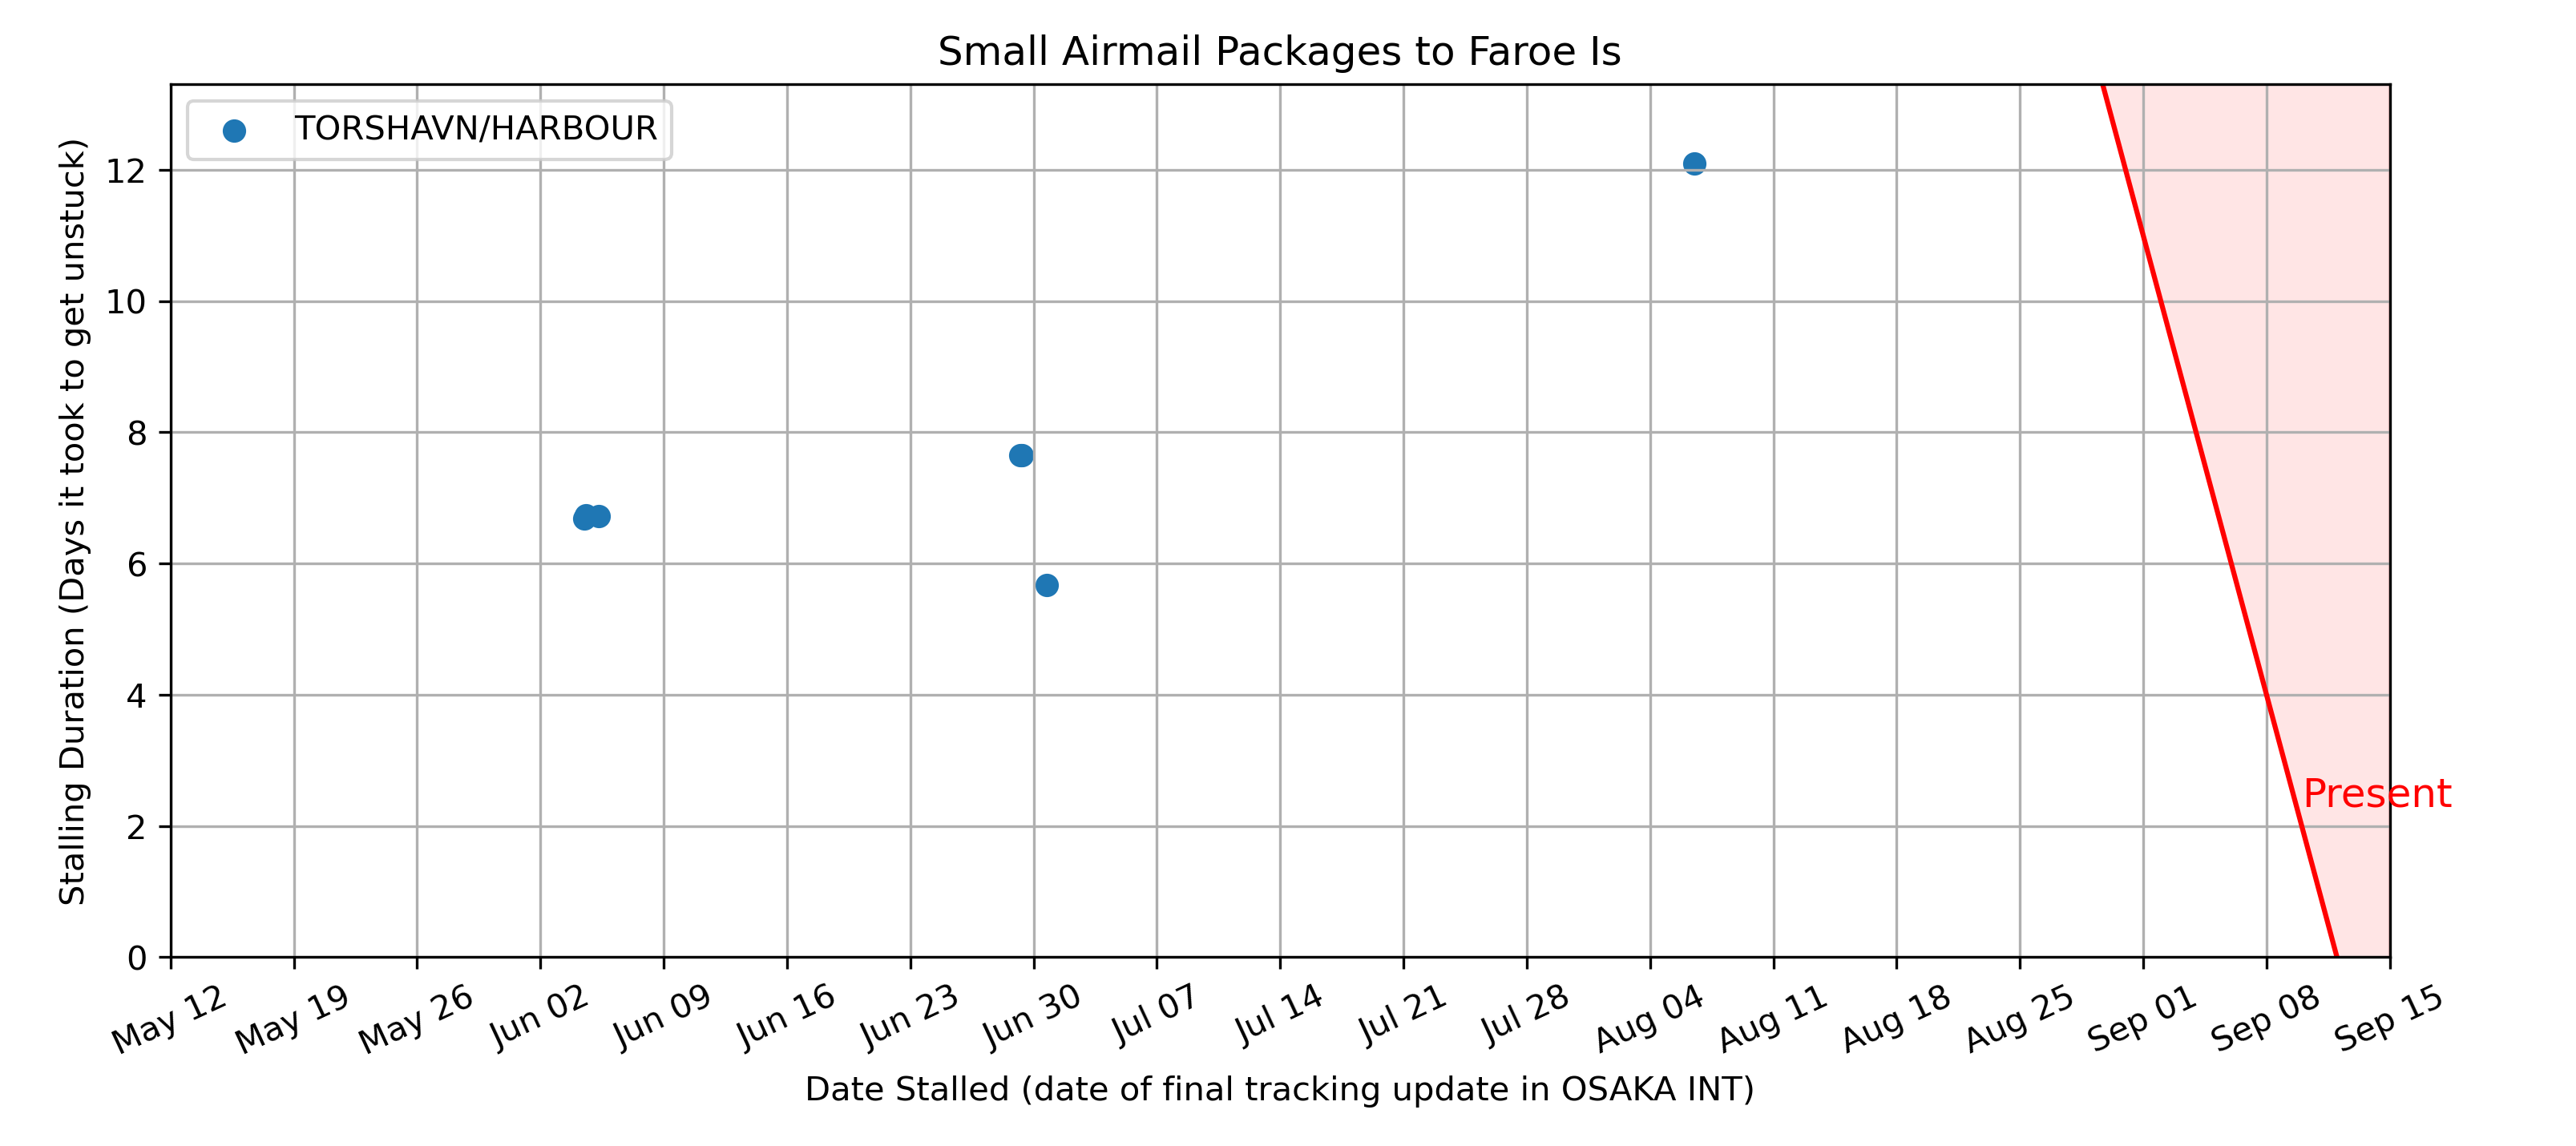 Small Airmail Packages to Faroe Is
TORSHAVN/HARBOUR
Stalling Duration (Days it took to get unstuck)
12
10
8
6
4
2
0
Present
May 12
May 19
May 26
Jun 02
Jun 09
Jun 16
Jun 23
Jun 30
Jul 07
Jul 14
Jul 21
Jul 28
Aug 04
Aug 11
Aug 18
Aug 25
Sep 01
Sep 08
Sep 15
Date Stalled (date of final tracking update in OSAKA INT)